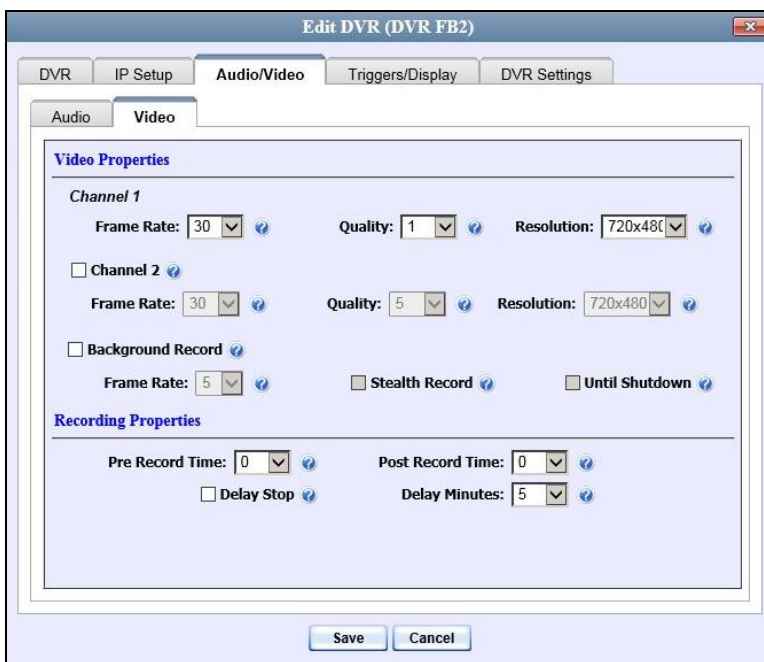 Edit DVR (DVR FB2)
DVR IP Setup Audio/Video Triggers/Display DVR Settings
Audio Video
Video Properties
Channel 1
Frame Rate: 30 Quality: 1 Resolution: 720x480
Channel 2
Frame Rate: 30 Quality: 5 Resolution: 720x480
Background Record
Frame Rate: 5 Stealth Record Until Shutdown
Recording Properties
Pre Record Time: 0 Post Record Time: 0
Delay Stop Delay Minutes: 5
Save Cancel